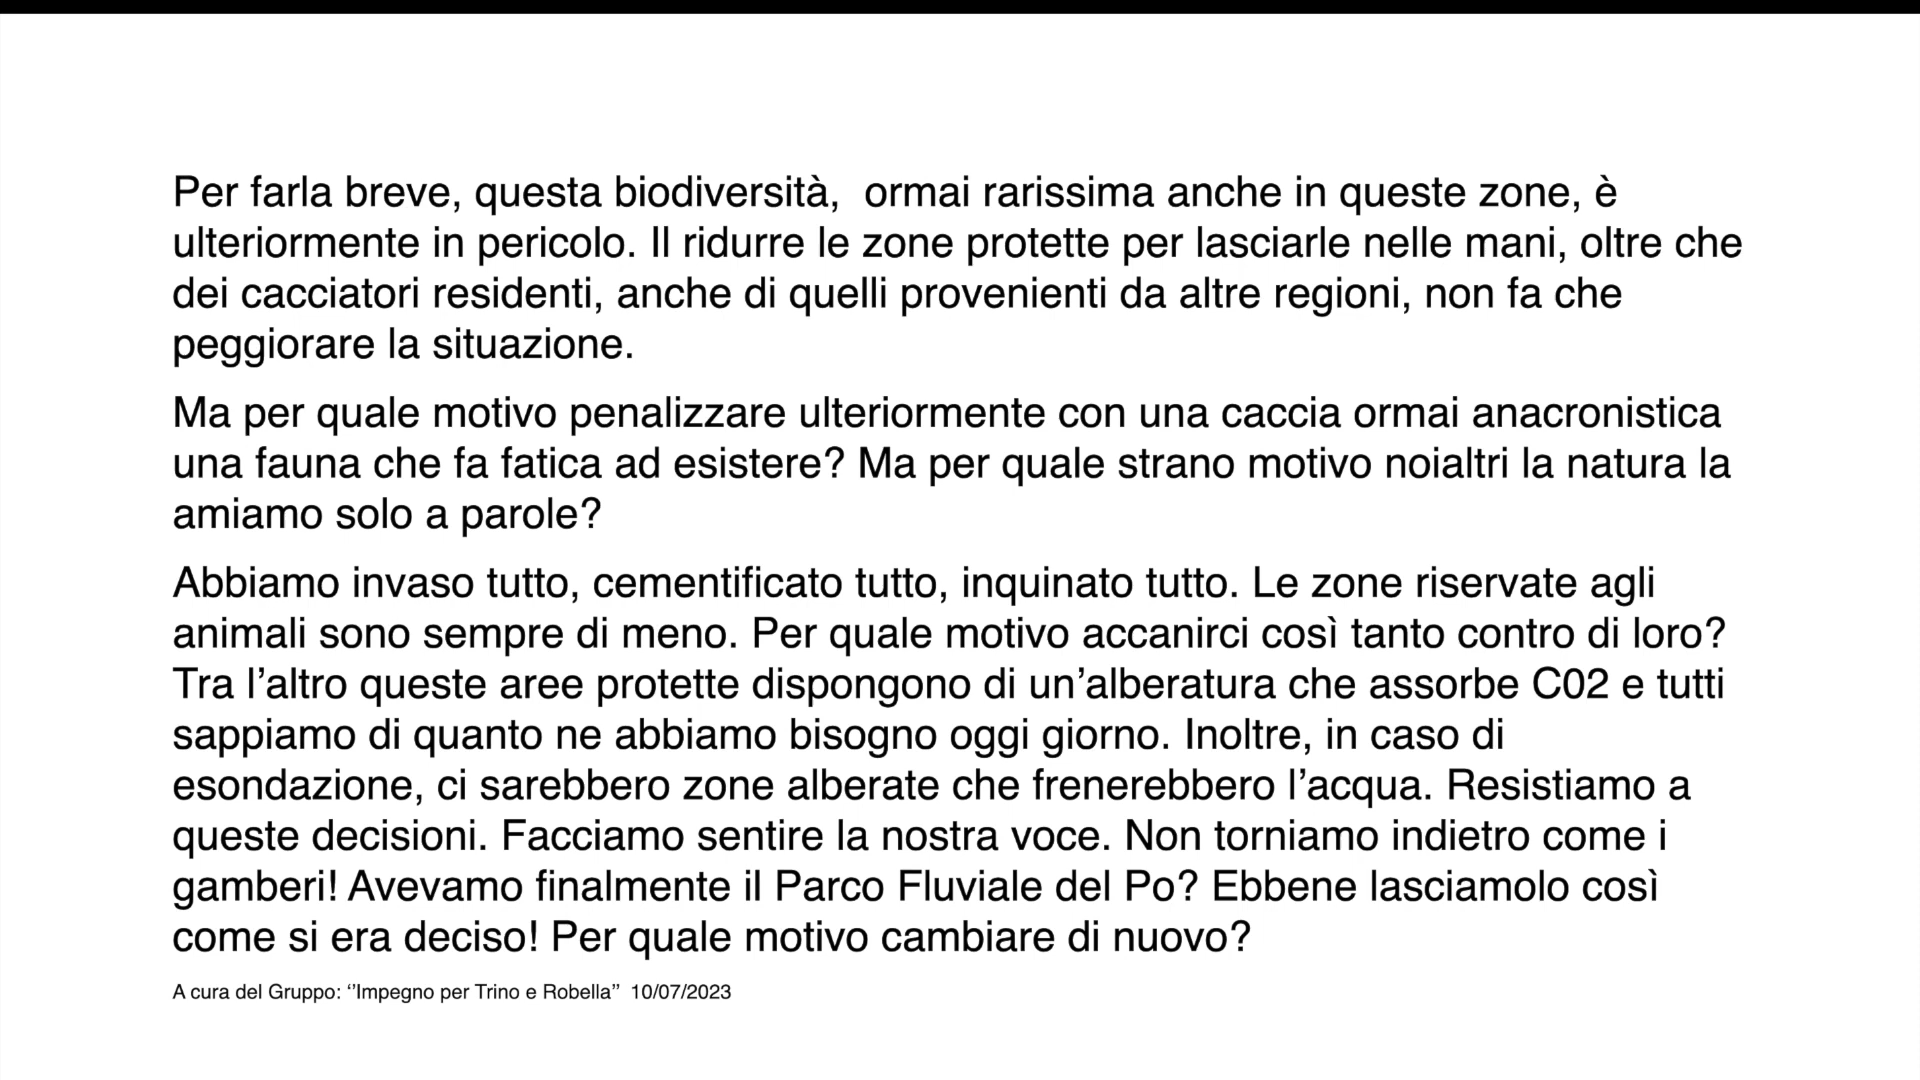 Per farla breve, questa biodiversità,  ormai rarissima anche in queste zone, è
ulteriormente in pericolo. Il ridurre le zone protette per lasciarle nelle mani, oltre che
dei cacciatori residenti, anche di quelli provenienti da altre regioni, non fa che
peggiorare la situazione.
Ma per quale motivo penalizzare ulteriormente con una caccia ormai anacronistica
una fauna che fa fatica ad esistere? Ma per quale strano motivo noialtri la natura la
amiamo solo a parole?
Abbiamo invaso tutto, cementificato tutto, inquinato tutto. Le zone riservate agli
animali sono sempre di meno. Per quale motivo accanirci così tanto contro di loro?
Tra l’altro queste aree protette dispongono di un’alberatura che assorbe C02 e tutti
sappiamo di quanto ne abbiamo bisogno oggi giorno. Inoltre, in caso di
esondazione, ci sarebbero zone alberate che frenerebbero l’acqua. Resistiamo a
queste decisioni. Facciamo sentire la nostra voce. Non torniamo indietro come i
gamberi! Avevamo finalmente il Parco Fluviale del Po? Ebbene lasciamolo così
come si era deciso! Per quale motivo cambiare di nuovo?
A cura del Gruppo: ‘’Impegno per Trino e Robella’’  10/07/2023